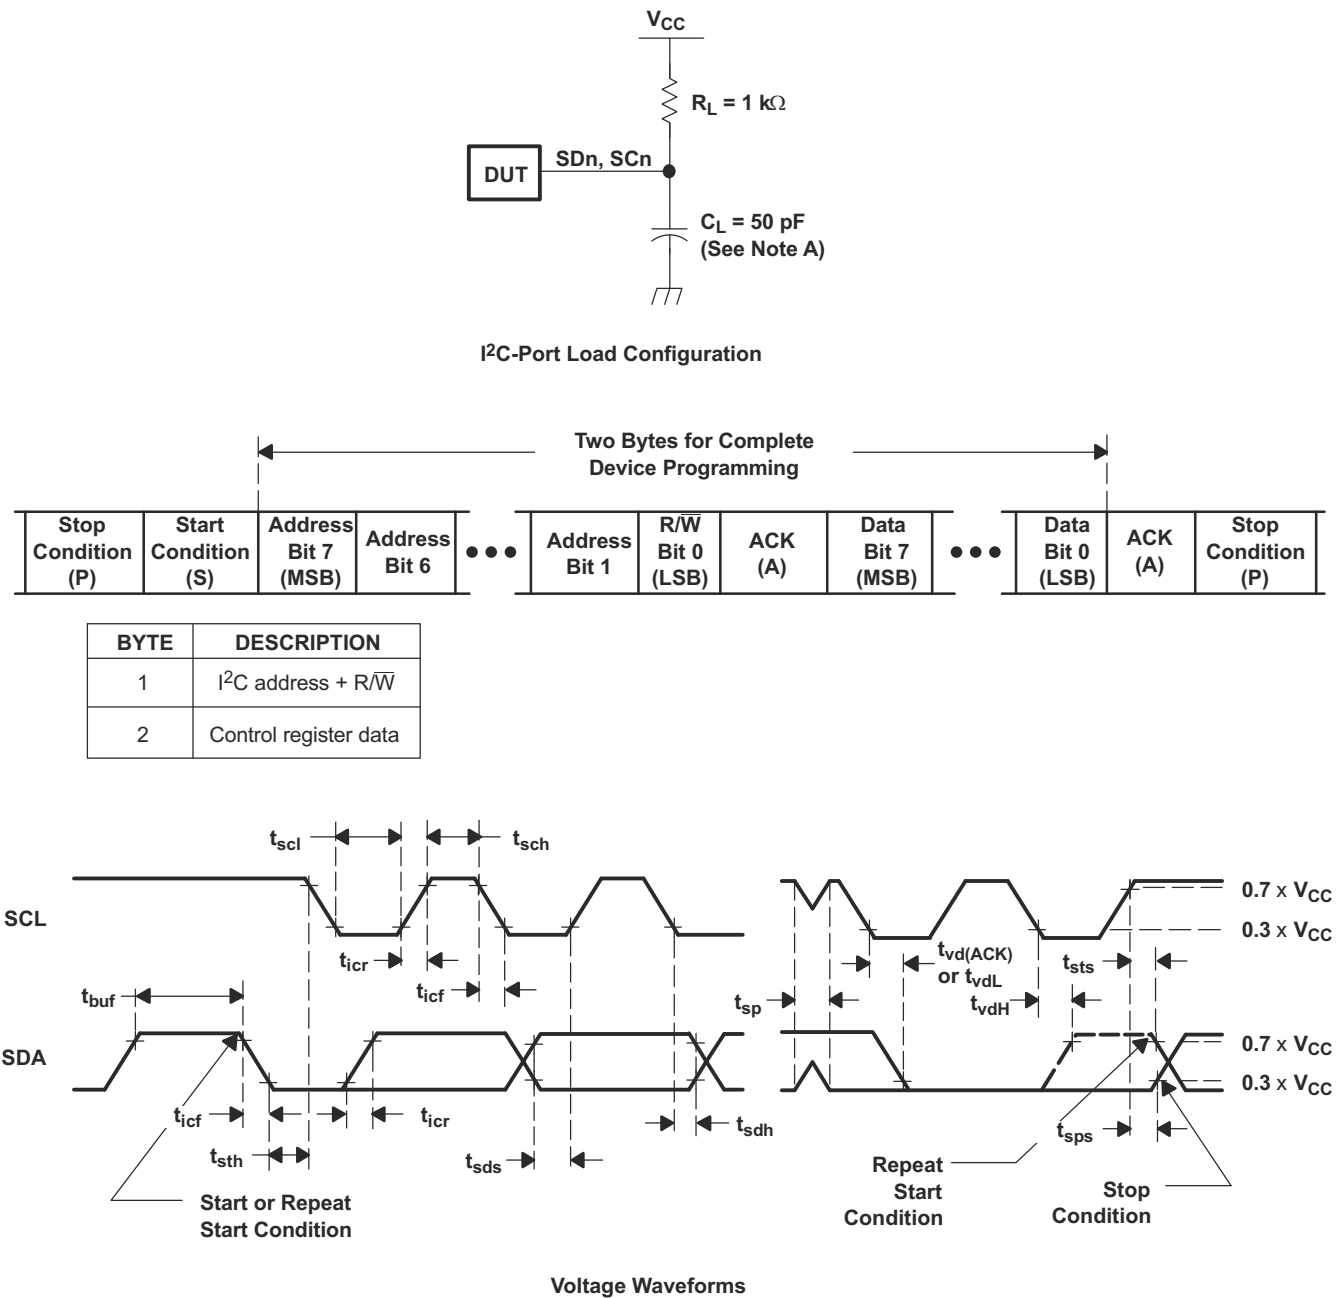 VCC
RL = 1 kΩ
DUT
SDn, SCn
CL = 50 pF
(See Note A)
I2C-Port Load Configuration
Two Bytes for Complete
Device Programming
Stop
Condition
(P)
Start
Condition
(S)
Address
Bit 7
(MSB)
Address
Bit 6
•••
Address
Bit 1
R/W̅
Bit 0
(LSB)
ACK
(A)
Data
Bit 7
(MSB)
•••
Data
Bit 0
(LSB)
ACK
(A)
Stop
Condition
(P)
BYTE DESCRIPTION
1 I2C address + R/W̅
2 Control register data
tscl
tsch
SCL
0.7 x VCC
0.3 x VCC
ticr
ticf
tvd(ACK)
or tvdL
tsts
tbuf
tsp
tvdH
SDA
0.7 x VCC
0.3 x VCC
ticf
ticr
tsdh
tsps
tsth
tsds
Start or Repeat
Start Condition
Repeat
Start
Condition
Stop
Condition
Voltage Waveforms